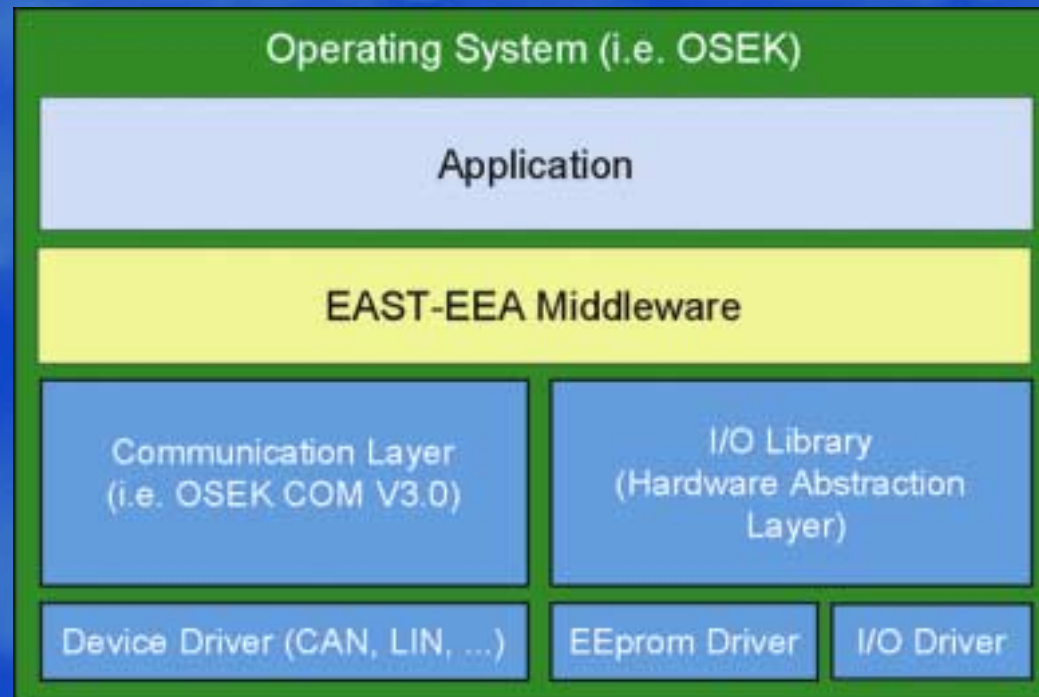 Operating System (i.e. OSEK)
Application
EAST-EEA Middleware
Communication Layer
(i.e. OSEK COM V3.0)
I/O Library
(Hardware Abstraction
Layer)
Device Driver (CAN, LIN, ...)
EEprom Driver
I/O Driver